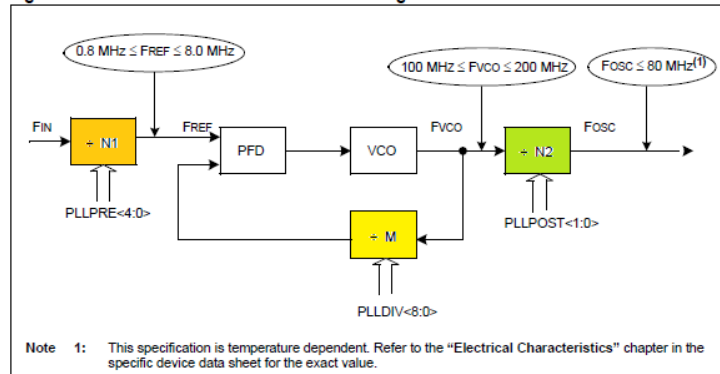 0.8 MHz ≤ FREF ≤ 8.0 MHz
100 MHz ≤ FVCO ≤ 200 MHz
FOSC ≤ 80 MHz(1)
FIN
÷ N1
FREF
PFD
VCO
FVCO
÷ N2
FOSC
PLLPRE<4:0>
÷ M
PLLPOST<1:0>
PLLDIV<8:0>
Note 1: This specification is temperature dependent. Refer to the “Electrical Characteristics” chapter in the
specific device data sheet for the exact value.